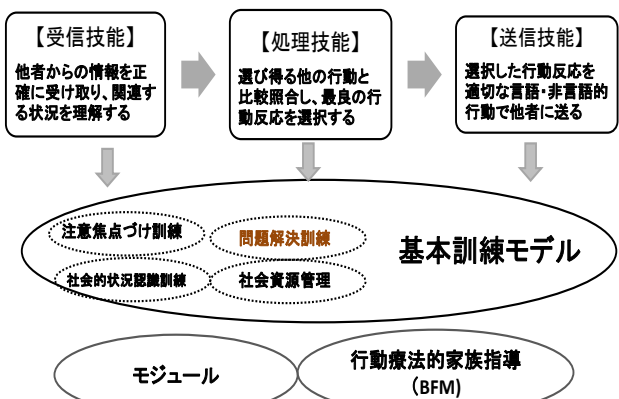 【受信技能】
他者からの情報を正
確に受け取り、関連す
る状況を理解する
【処理技能】
選び得る他の行動と
比較照合し、最良の行
動反応を選択する
【送信技能】
選択した行動反応を
適切な言語・非言語的
行動で他者に送る
注意焦点づけ訓練
問題解決訓練
基本訓練モデル
社会的状況認識訓練
社会資源管理
モジュール
行動療法的家族指導
（BFM)